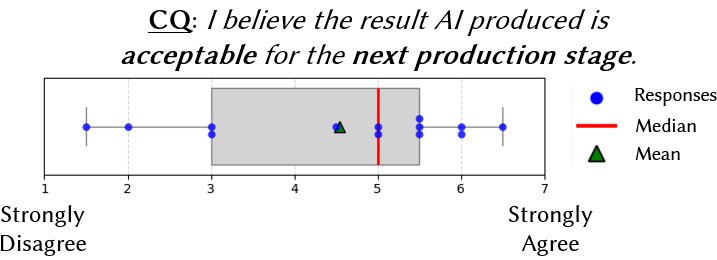 CQ: I believe the result AI produced is
acceptable for the next production stage.
Responses
Median
Mean
1 2 3 4 5 6 7
Strongly
Disagree
Strongly
Agree